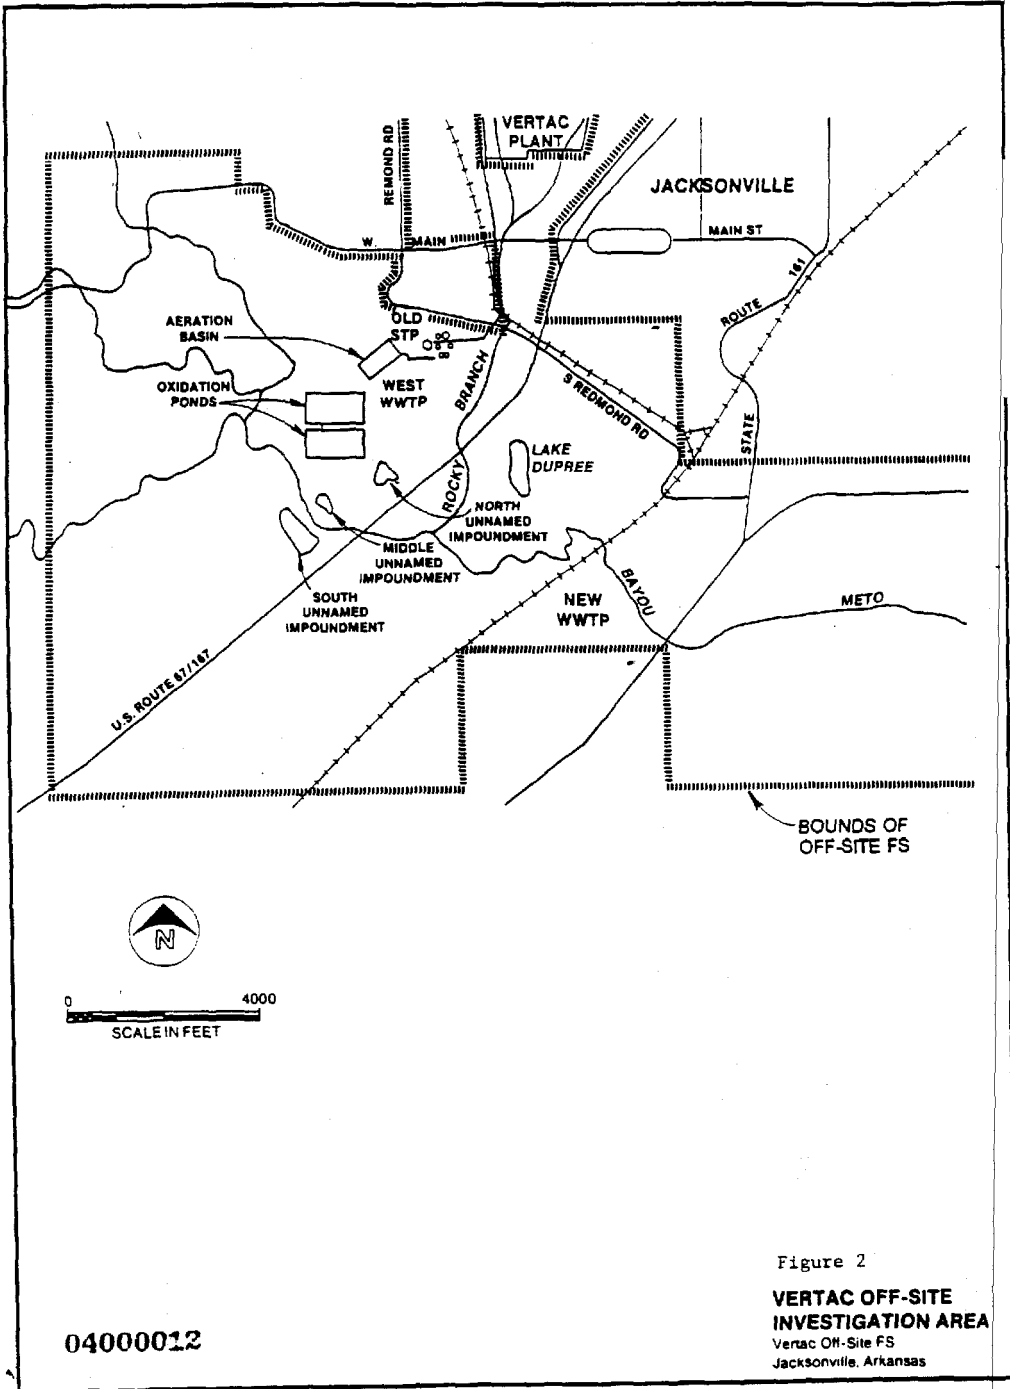 VERTAC
PLANT
REMOND RD
JACKSONVILLE
W. MAIN
MAIN ST
161
ROUTE
STATE
AERATION
BASIN
OLD
STP
OXIDATION
PONDS
WEST
WWTP
BRANCH
ROCKY
S REDMOND RD
LAKE
DUPREE
NORTH
UNNAMED
IMPOUNDMENT
MIDDLE
UNNAMED
IMPOUNDMENT
SOUTH
UNNAMED
IMPOUNDMENT
NEW
WWTP
BAYOU
METO
U.S. ROUTE 67/167
BOUNDS OF
OFF-SITE FS
N
0 4000
SCALE IN FEET
Figure 2
VERTAC OFF-SITE
INVESTIGATION AREA
Vertac Off-Site FS
Jacksonville, Arkansas
04000012